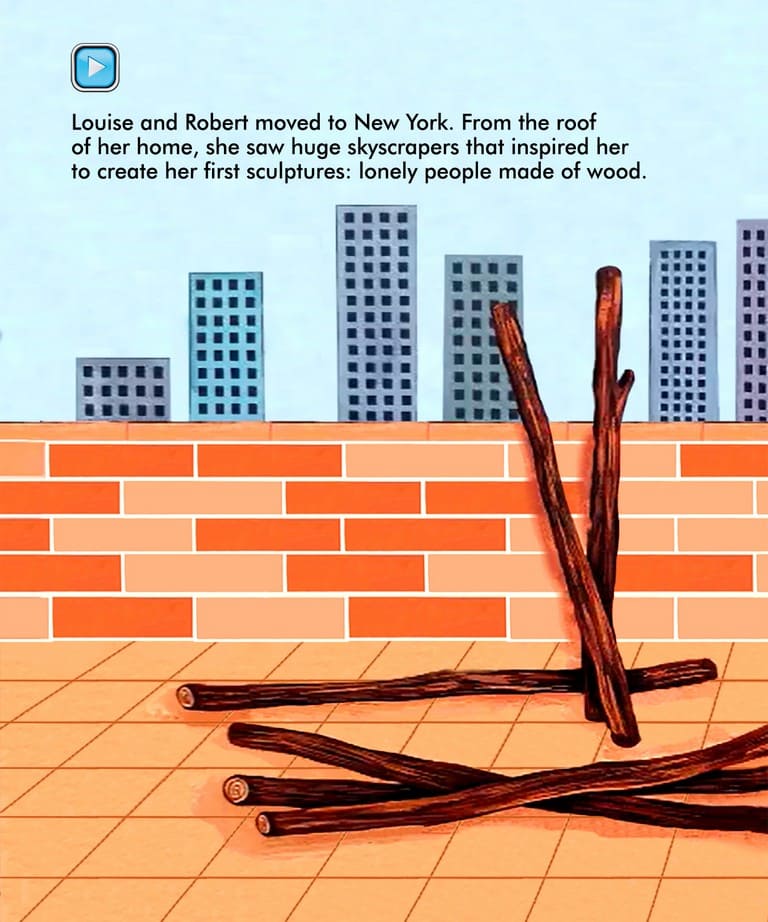 Louise and Robert moved to New York. From the roof
of her home, she saw huge skyscrapers that inspired her
to create her first sculptures: lonely people made of wood.